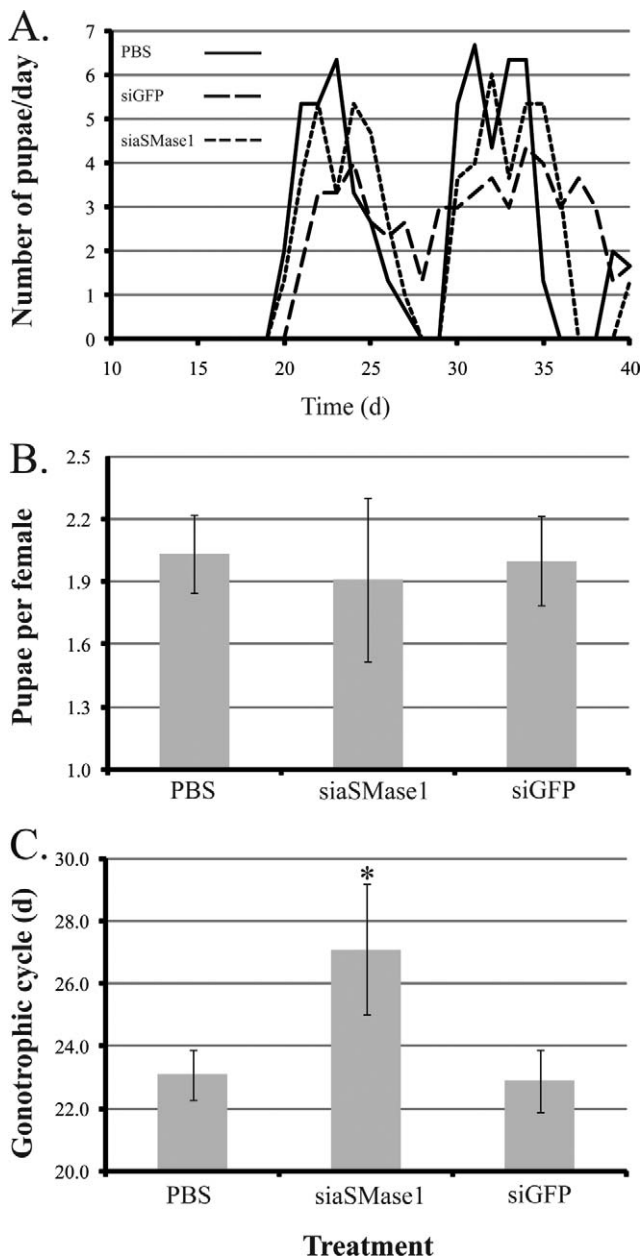 A.
Number of pupae/day
7
6
5
4
3
2
1
0
PBS
siGFP
siaSMase1
10 15 20 25 30 35 40
Time (d)
B.
Pupae per female
2.5
2.2
1.9
1.6
1.3
1.0
PBS siaSMase1 siGFP
C.
Gonotrophic cycle (d)
30.0
28.0
26.0
24.0
22.0
20.0
*
PBS siaSMase1 siGFP
Treatment